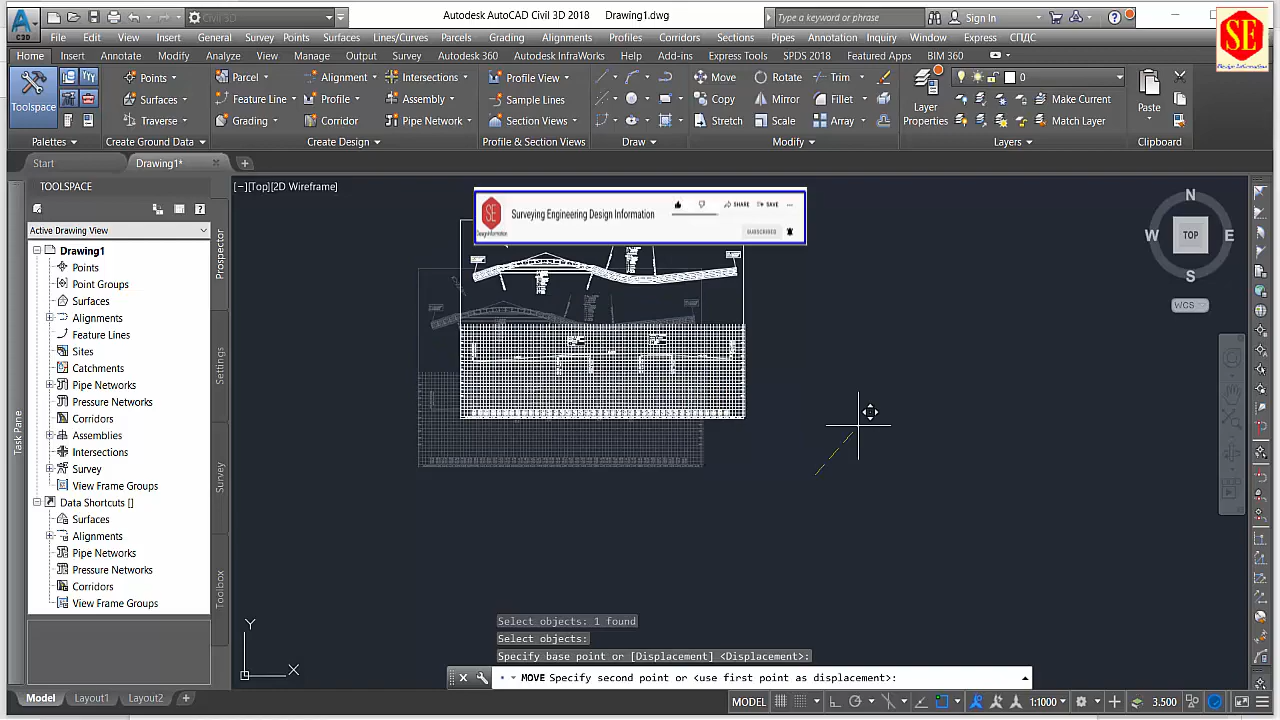 Autodesk AutoCAD Civil 3D 2018 Drawing1.dwg
Civil 3D
Type a keyword or phrase
Sign In
C3D
SE
Design Information
File Edit View Insert General Survey Points Surfaces Lines/Curves Parcels Grading Alignments Profiles Corridors Sections Pipes Annotation Inquiry Window Express СПДС
Home Insert Annotate Modify Analyze View Manage Output Survey Autodesk 360 InfraWorks Help Add-ins Express Tools SPDS 2018 Featured Apps BIM 360
Toolspace
Points
Surfaces
Traverse
Parcel
Feature Line
Grading
Alignment
Profile
Corridor
Intersections
Assembly
Pipe Network
Profile View
Sample Lines
Section Views
Move
Copy
Stretch
Rotate
Mirror
Scale
Trim
Fillet
Array
Layer
Properties
0
Make Current
Match Layer
Paste
Palettes
Create Ground Data
Create Design
Profile & Section Views
Draw
Modify
Layers
Clipboard
Start
Drawing1*
TOOLSPACE
Active Drawing View
Drawing1
Points
Point Groups
Surfaces
Alignments
Feature Lines
Sites
Catchments
Pipe Networks
Pressure Networks
Corridors
Assemblies
Intersections
Survey
View Frame Groups
Data Shortcuts []
Surfaces
Alignments
Pipe Networks
Pressure Networks
Corridors
View Frame Groups
Task Pane
Prospector
Settings
Survey
Toolbox
[−][Top][2D Wireframe]
SE
Surveying Engineering Design Information
SHARE
SAVE
SUBSCRIBED
N
W
TOP
E
S
WCS
Y
X
Select objects: 1 found
Select objects:
Specify base point or [Displacement] <Displacement>:
MOVE Specify second point or <use first point as displacement>:
Model Layout1 Layout2 +
MODEL
1:1000
3.500